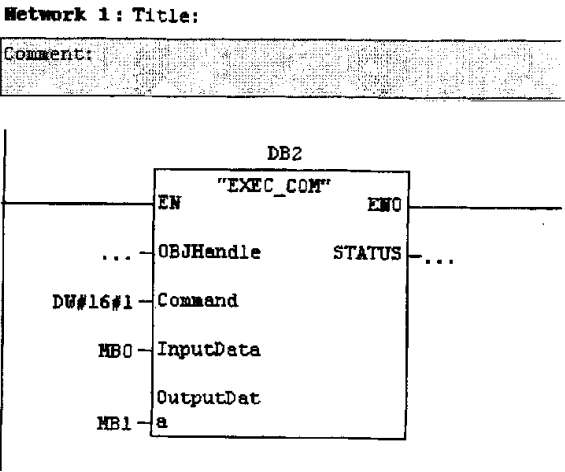 Network 1: Title:
Comment:
DB2
"EXEC_COM"
EN ENO
... OBJHandle STATUS ...
DW#16#1 Command
MB0 InputData
OutputDat
MB1 a